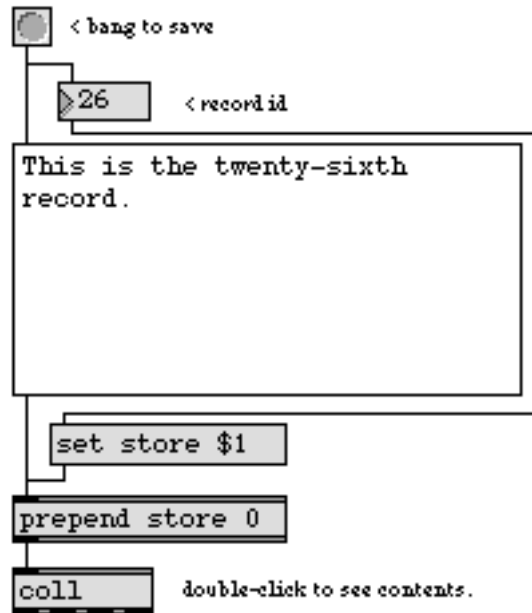 < bang to save
26
< record id
This is the twenty-sixth
record.
set store $1
prepend store 0
coll
double-click to see contents.